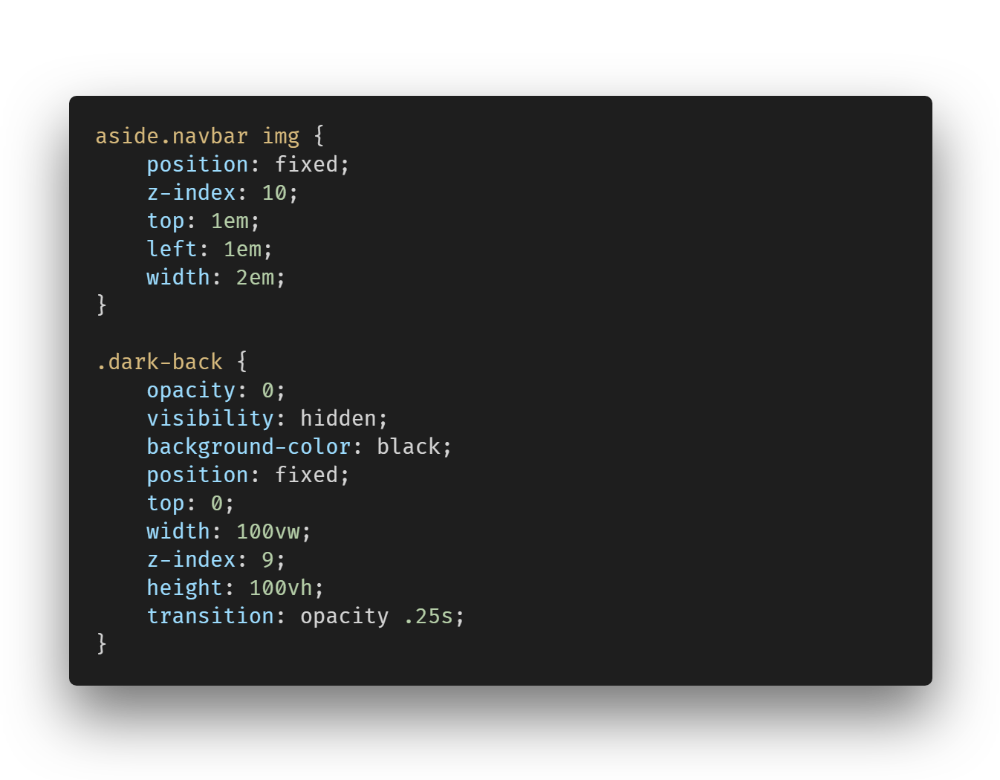 aside.navbar img {
    position: fixed;
    z-index: 10;
    top: 1em;
    left: 1em;
    width: 2em;
}

.dark-back {
    opacity: 0;
    visibility: hidden;
    background-color: black;
    position: fixed;
    top: 0;
    width: 100vw;
    z-index: 9;
    height: 100vh;
    transition: opacity .25s;
}